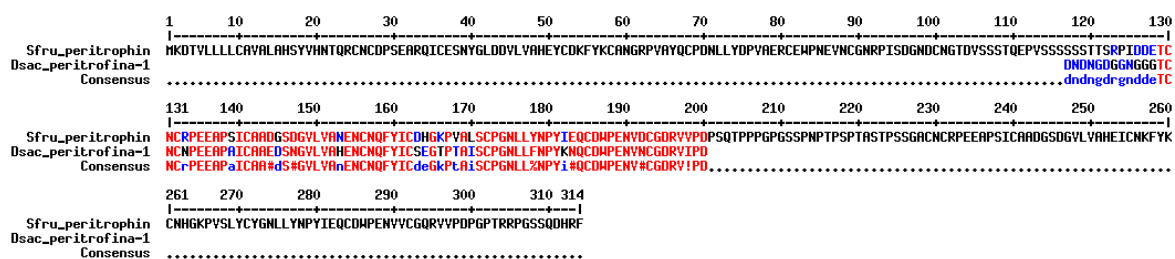 1 10 20 30 40 50 60 70 80 90 100 110 120 130
|--------+---------+---------+---------+---------+---------+---------+---------+---------+---------+---------+---------+---------|
Sfru_peritrophin MKDTVLLLLCAVALAHSYVHNTQRCNCDPSEARQICESNYGLDDVLVAHEYCDKFYKCANGRPVAYQCPDNLLYDPVAERCEWPNEVNCGNRPISDGNDCNGTDVSSSTQEPVSSSSSSTTSRPIDDETC
Dsac_peritrofina-1 DNDNGDGGNGGGTC
Consensus ....................................................................................................................dndngdrgnddeTC
131 140 150 160 170 180 190 200 210 220 230 240 250 260
|--------+---------+---------+---------+---------+---------+---------+---------+---------+---------+---------+---------+---------|
Sfru_peritrophin NCRPEEAPSICAADGSDGVLVANENCNQFYICDHGKPVALSCPGNLLYNPYIEQCDWPENVDCGDRVVPDPSQTPPPGPGSSPNPTPSPTASTPSSGACNCRPEEAPSICAADGSDGVLVAHEICNKFYK
Dsac_peritrofina-1 NCNPEEAPAICAAEDSNGVLVAHENCNQFYICSEGTPTAISCPGNLLFNPYKNQCDWPENVNCGDRVIPD
Consensus NCrPEEAPaICAA#dS#GVLVAnENCNQFYICdeGkPtAiSCPGNLL%NPYi#QCDWPENV#CGDRV!PD............................................................
261 270 280 290 300 310 314
|--------+---------+---------+---------+---------+---|
Sfru_peritrophin CNHGKPVSLYCYGNLLYNPYIEQCDWPENVVCGQRVVPDPGPTRRPGSSQDHRF
Dsac_peritrofina-1
Consensus ......................................................